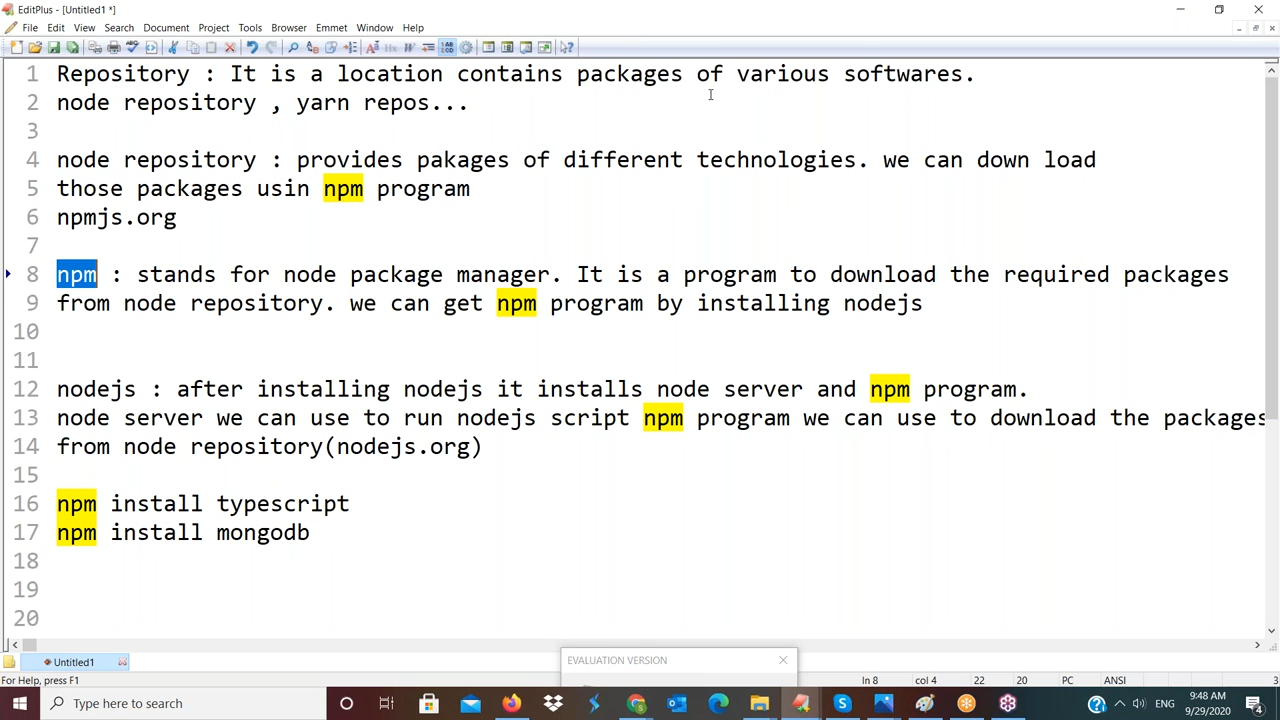 EditPlus - [Untitled1 *]
File Edit View Search Document Project Tools Browser Emmet Window Help
1 Repository : It is a location contains packages of various softwares.
2 node repository , yarn repos...
3
4 node repository : provides pakages of different technologies. we can down load
5 those packages usin npm program
6 npmjs.org
7
8 npm : stands for node package manager. It is a program to download the required packages
9 from node repository. we can get npm program by installing nodejs
10
11
12 nodejs : after installing nodejs it installs node server and npm program.
13 node server we can use to run nodejs script npm program we can use to download the packages
14 from node repository(nodejs.org)
15
16 npm install typescript
17 npm install mongodb
18
19
20
EVALUATION VERSION
Untitled1
For Help, press F1 ln 8 col 4 22 20 PC ANSI 3
Type here to search ENG 9:48 AM
9/29/2020